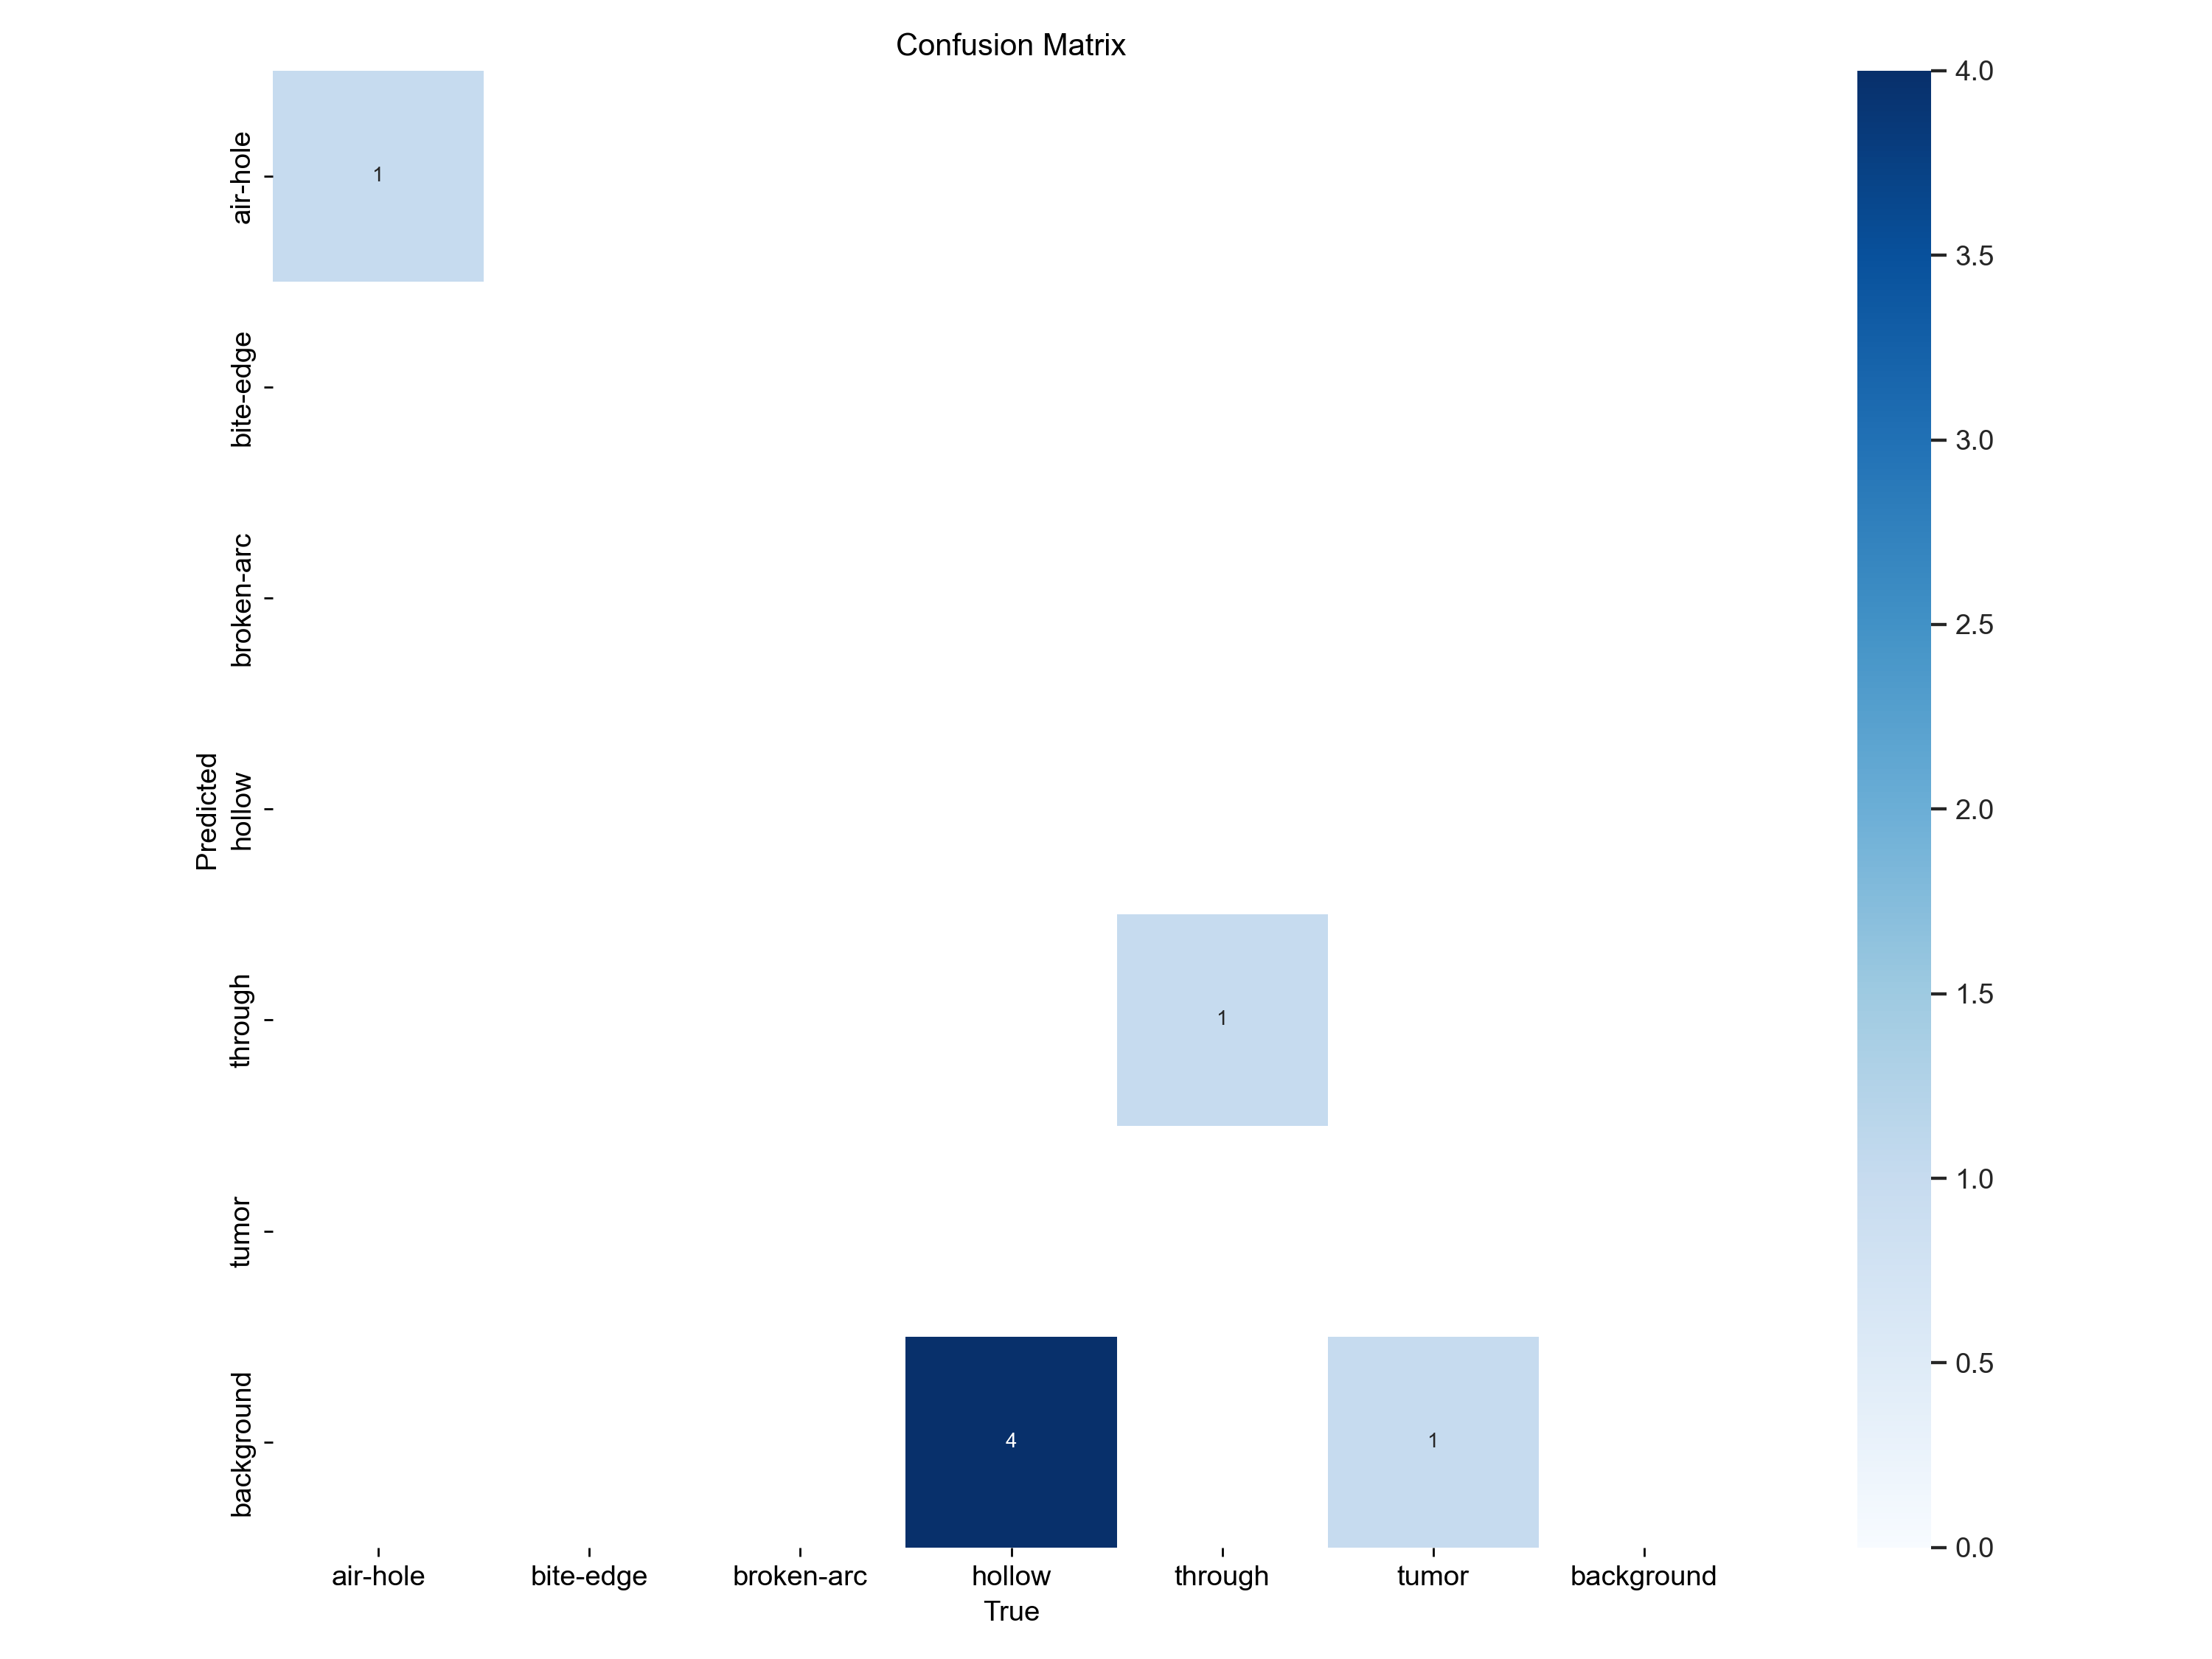 Confusion Matrix
air-hole
1
bite-edge
broken-arc
Predicted
hollow
through
1
tumor
background
4
1
air-hole
bite-edge
broken-arc
hollow
through
tumor
background
True
4.0
3.5
3.0
2.5
2.0
1.5
1.0
0.5
0.0